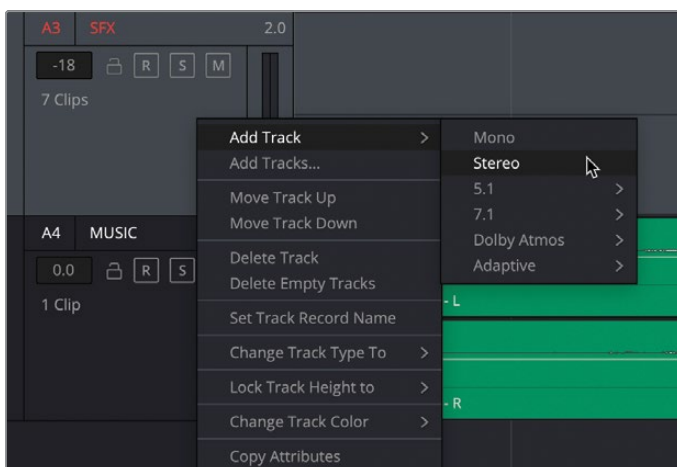 A3 SFX 2.0
-18 R S M
7 Clips
Add Track
Add Tracks...
Move Track Up
Move Track Down
Delete Track
Delete Empty Tracks
Set Track Record Name
Change Track Type To
Lock Track Height to
Change Track Color
Copy Attributes
Mono
Stereo
5.1
7.1
Dolby Atmos
Adaptive
A4 MUSIC
0.0 R S
1 Clip
- L
- R